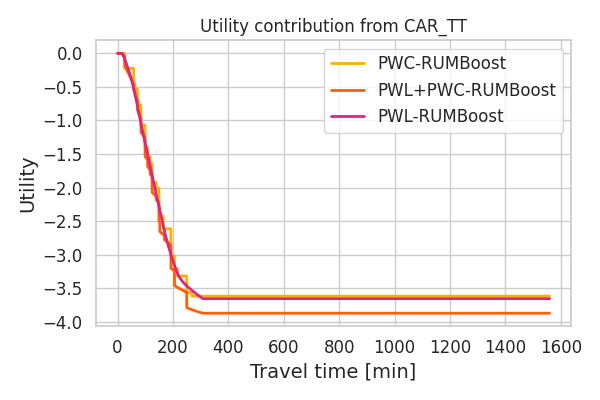 Utility contribution from CAR_TT
PWC-RUMBoost
PWL+PWC-RUMBoost
PWL-RUMBoost
Utility
0.0
−0.5
−1.0
−1.5
−2.0
−2.5
−3.0
−3.5
−4.0
0 200 400 600 800 1000 1200 1400 1600
Travel time [min]